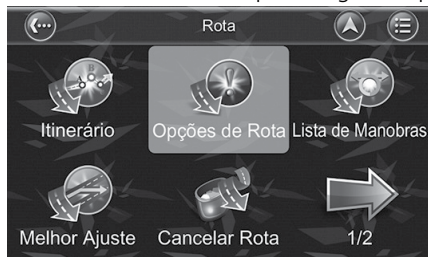 Rota
Itinerário
Opções de Rota
Lista de Manobras
Melhor Ajuste
Cancelar Rota
1/2